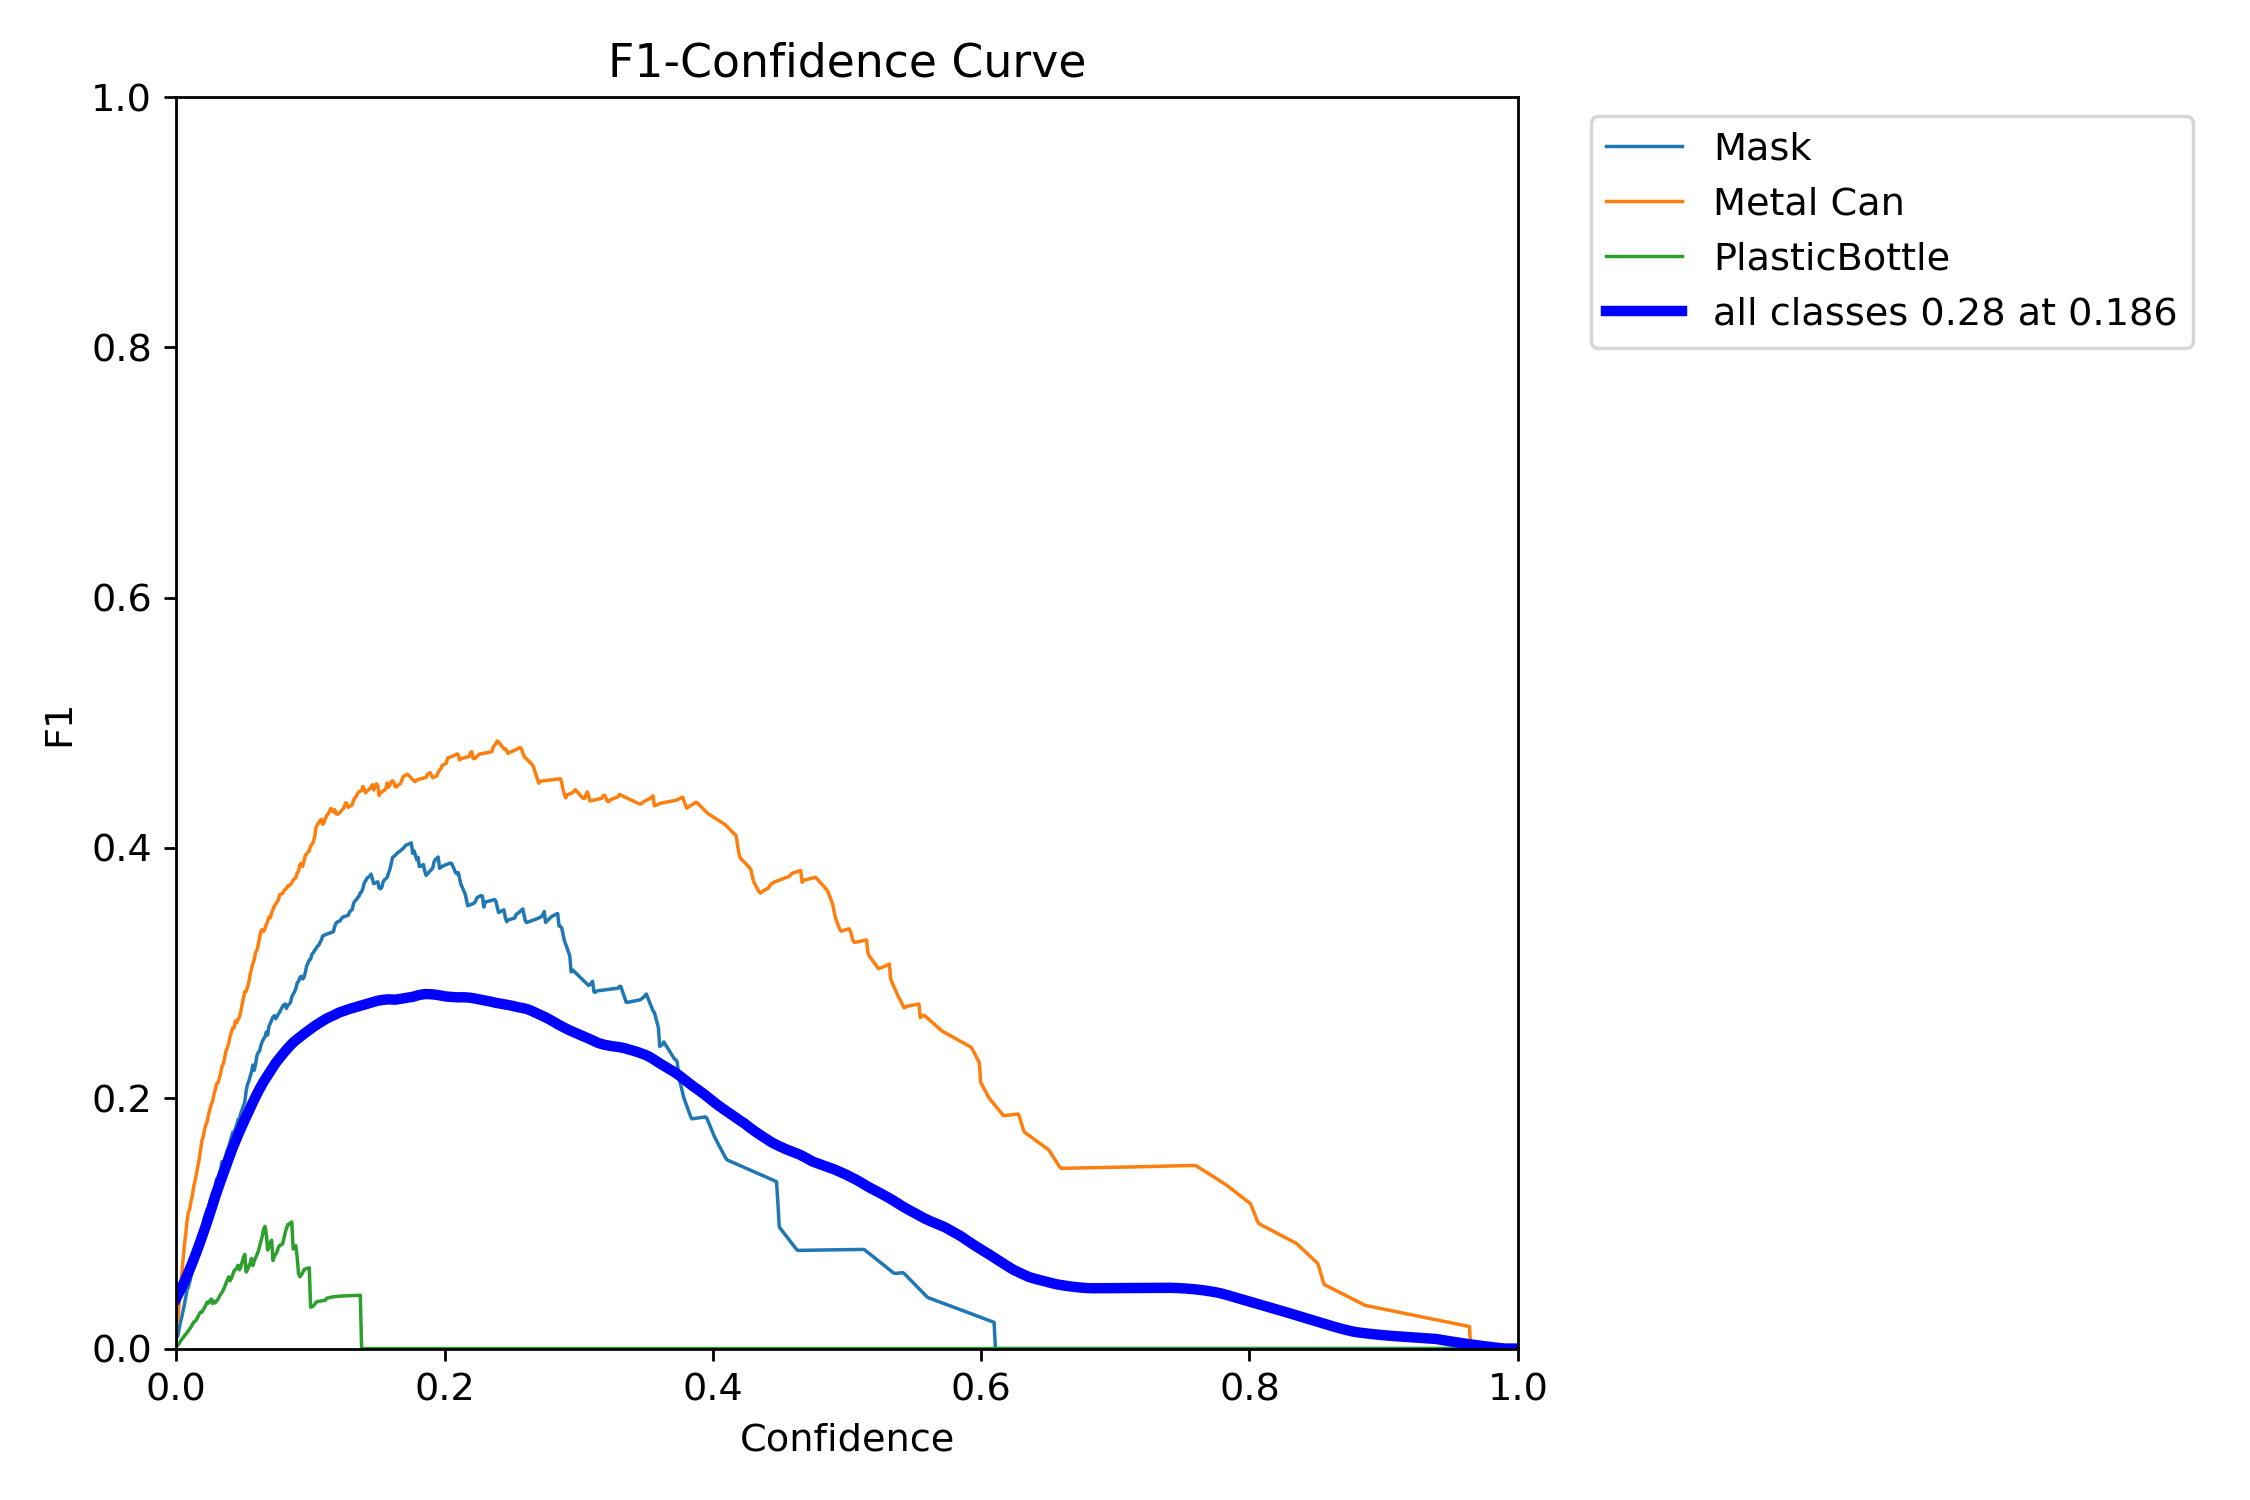 F1-Confidence Curve
1.0
0.8
0.6
0.4
0.2
0.0
F1
0.0 0.2 0.4 0.6 0.8 1.0
Confidence
Mask
Metal Can
PlasticBottle
all classes 0.28 at 0.186